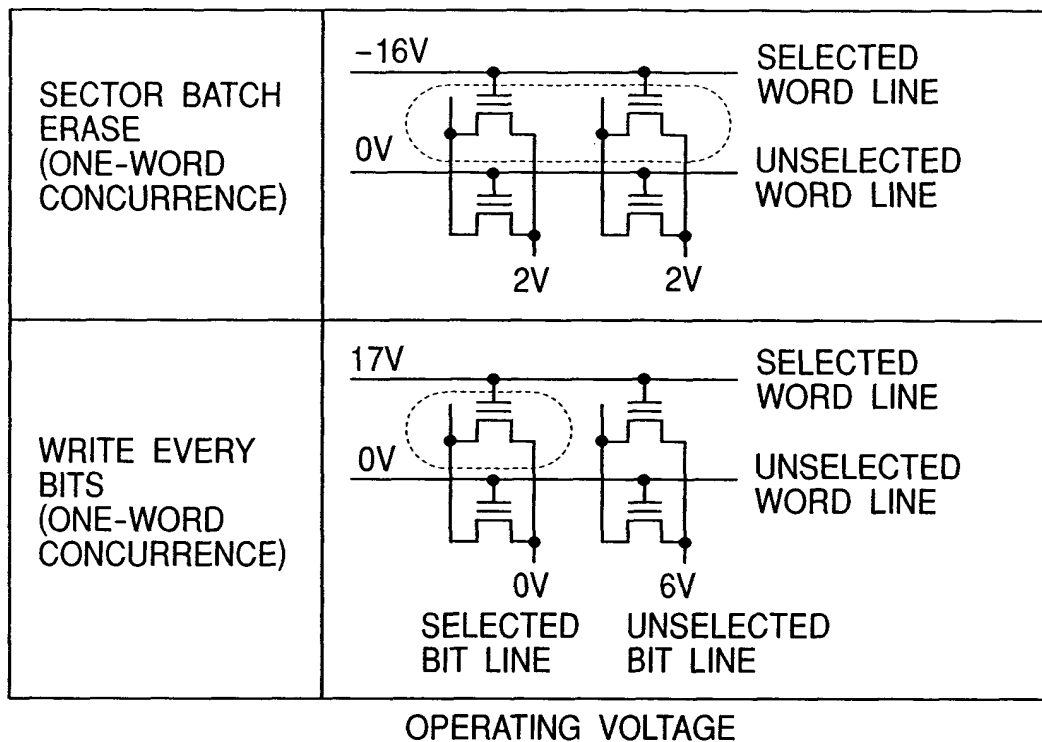 SECTOR BATCH
ERASE
(ONE-WORD
CONCURRENCE)
-16V
SELECTED
WORD LINE
0V
UNSELECTED
WORD LINE
2V
2V
WRITE EVERY
BITS
(ONE-WORD
CONCURRENCE)
17V
SELECTED
WORD LINE
0V
UNSELECTED
WORD LINE
0V
6V
SELECTED
BIT LINE
UNSELECTED
BIT LINE
OPERATING VOLTAGE